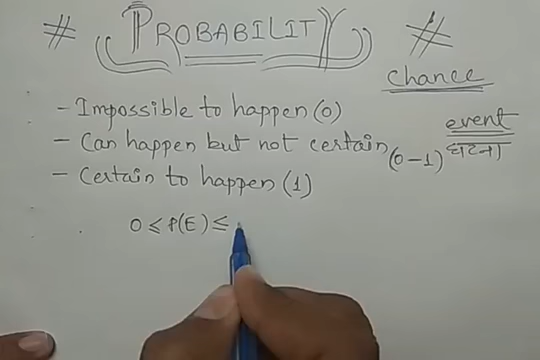 # PROBABILITY #
chance
- Impossible to happen (0)
- Can happen but not certain (0-1)
- Certain to happen (1)
event
घटना
0 ≤ P(E) ≤